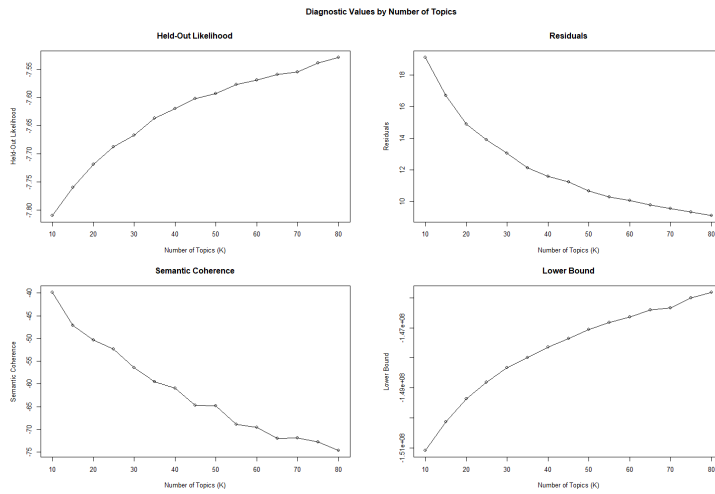 Diagnostic Values by Number of Topics
Held-Out Likelihood
Held-Out Likelihood
-7.55
-7.60
-7.65
-7.70
-7.75
-7.80
10 20 30 40 50 60 70 80
Number of Topics (K)
Residuals
Residuals
18
16
14
12
10
10 20 30 40 50 60 70 80
Number of Topics (K)
Semantic Coherence
Semantic Coherence
-40
-45
-50
-55
-60
-65
-70
-75
10 20 30 40 50 60 70 80
Number of Topics (K)
Lower Bound
Lower Bound
-1.47e+08
-1.49e+08
-1.51e+08
10 20 30 40 50 60 70 80
Number of Topics (K)